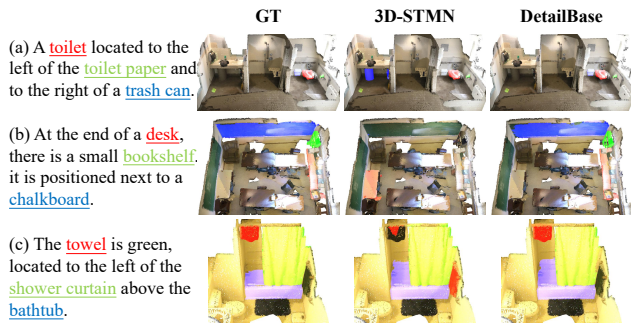 GT 3D-STMN DetailBase
(a) A toilet located to the
left of the toilet paper and
to the right of a trash can.
(b) At the end of a desk,
there is a small bookshelf.
it is positioned next to a
chalkboard.
(c) The towel is green,
located to the left of the
shower curtain above the
bathtub.